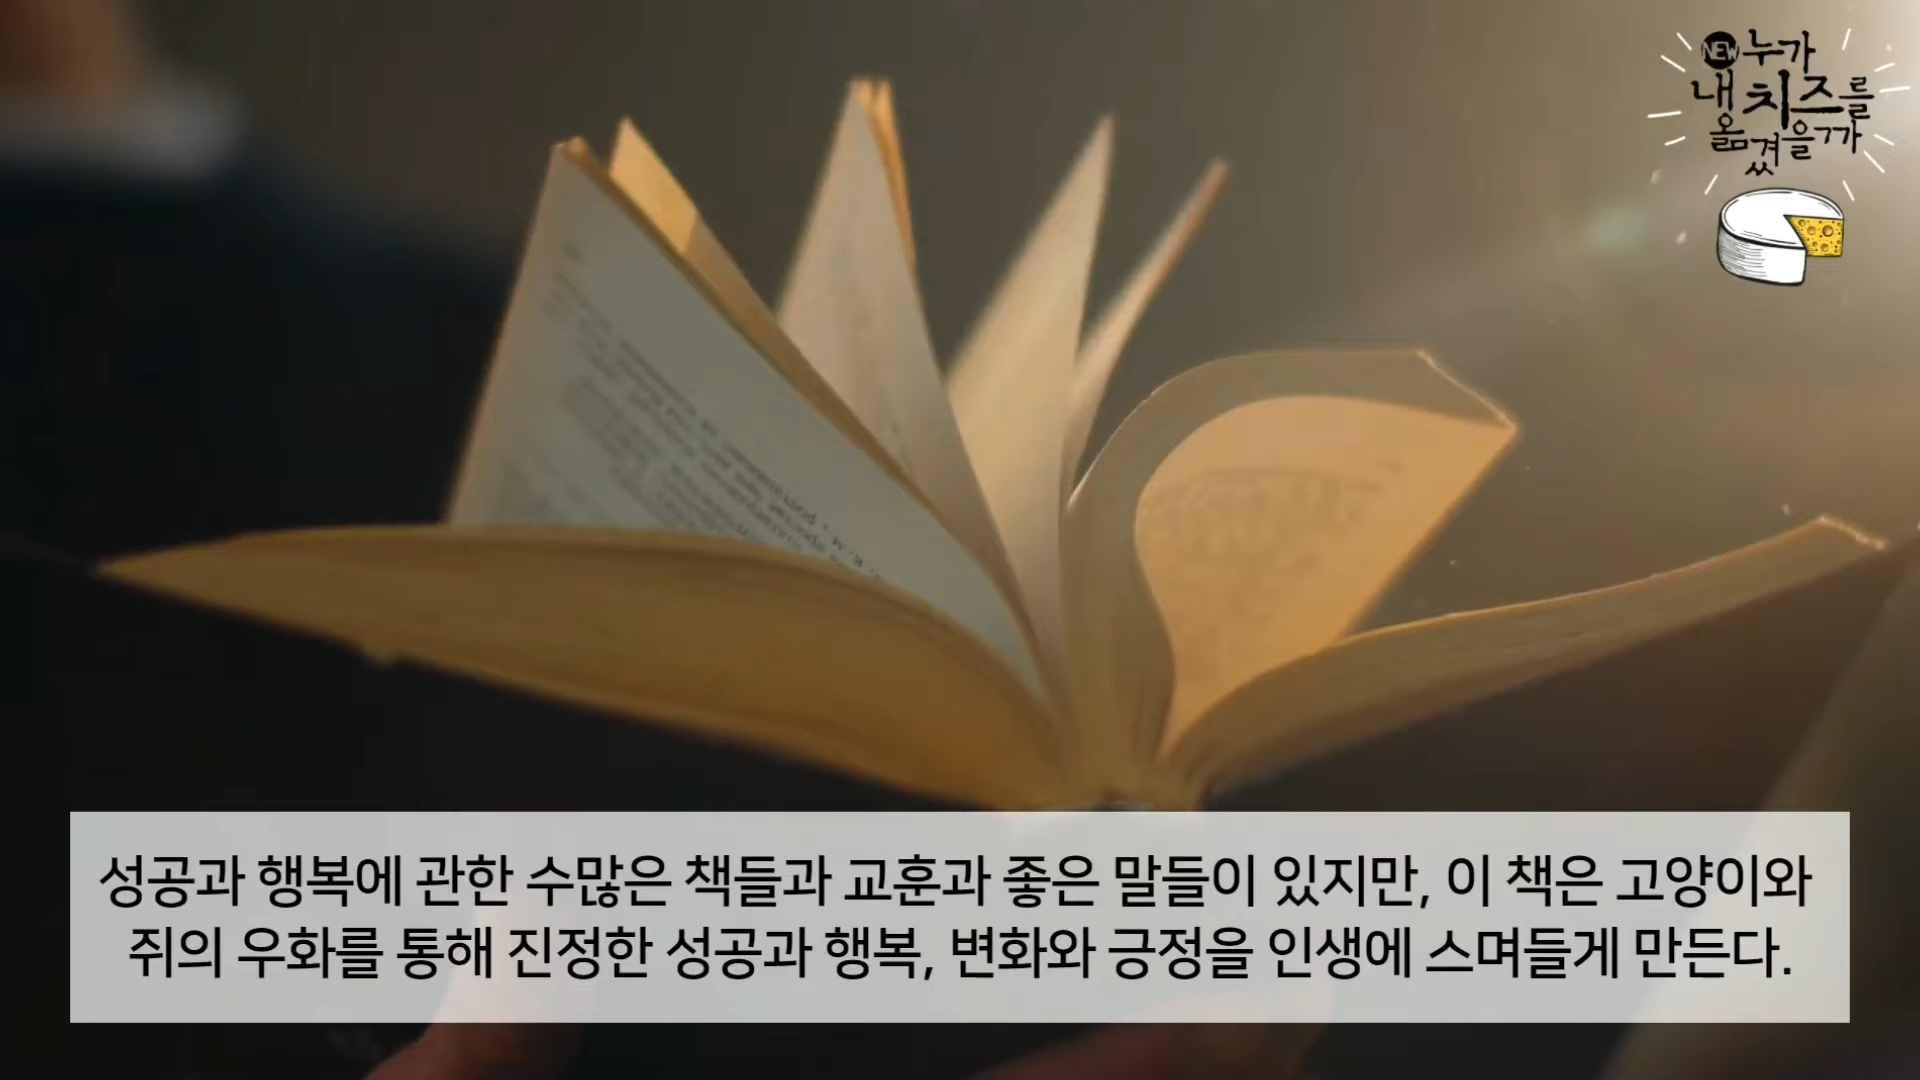 NEW 누가
내 치즈를
옮겼을까
성공과 행복에 관한 수많은 책들과 교훈과 좋은 말들이 있지만, 이 책은 고양이와
쥐의 우화를 통해 진정한 성공과 행복, 변화와 긍정을 인생에 스며들게 만든다.